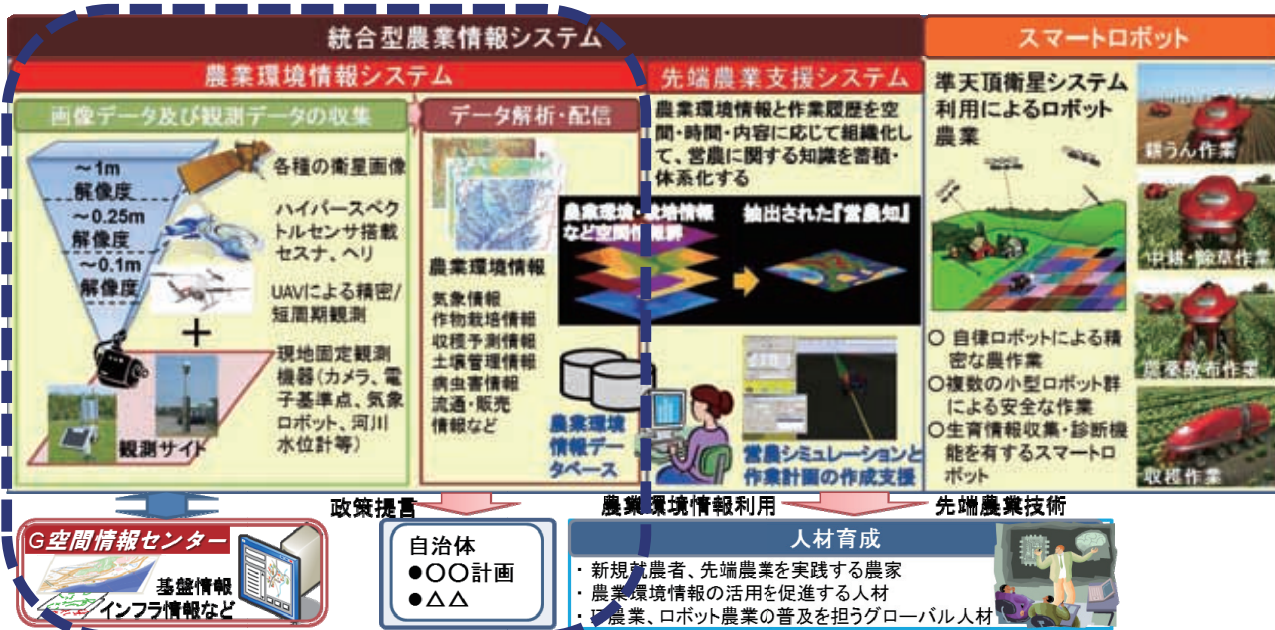 統合型農業情報システム
スマートロボット
農業環境情報システム
先端農業支援システム
画像データ及び観測データの収集
データ解析・配信
～1m
解像度
～0.25m
解像度
～0.1m
解像度
各種の衛星画像
ハイパースペク
トルセンサ搭載
セスナ、ヘリ
UAVによる精密/
短周期観測
＋
現地固定観測
機器(カメラ、電
子基準点、気象
ロボット、河川
水位計等)
観測サイト
農業環境情報
気象情報
作物栽培情報
収穫予測情報
土壌管理情報
病虫害情報
流通・販売
情報など
農業環境
情報デー
タベース
農業環境情報と作業履歴を空
間・時間・内容に応じて組織化し
て、営農に関する知識を蓄積・
体系化する
農業環境・栽培情報
など空間情報群
抽出された『営農知』
営農シミュレーションと
作業計画の作成支援
準天頂衛星システム
利用によるロボット
農業
○ 自律ロボットによる精
密な農作業
○複数の小型ロボット群
による安全な作業
○生育情報収集・診断機
能を有するスマートロ
ボット
耕うん作業
中耕・除草作業
農薬散布作業
収穫作業
政策提言
農業環境情報利用
先端農業技術
G空間情報センター
基盤情報
インフラ情報など
自治体
●○○計画
●△△
人材育成
・ 新規就農者、先端農業を実践する農家
・ 農業環境情報の活用を促進する人材
・ 農業、ロボット農業の普及を担うグローバル人材